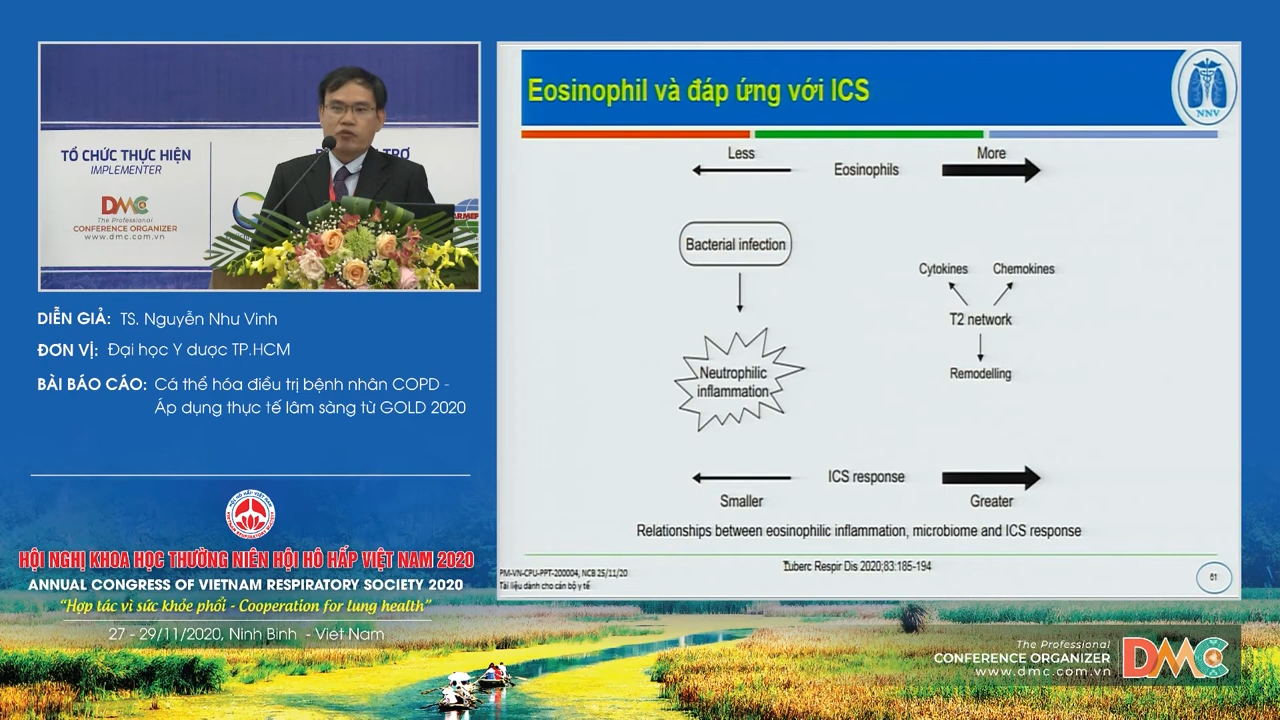 TỔ CHỨC THỰC HIỆN
IMPLEMENTER
DMC
The Professional
CONFERENCE ORGANIZER
www.dmc.com.vn
TRỢ
DIỄN GIẢ: TS. Nguyễn Như Vinh
ĐƠN VỊ: Đại học Y dược TP.HCM
BÀI BÁO CÁO: Cá thể hóa điều trị bệnh nhân COPD -
Áp dụng thực tế lâm sàng từ GOLD 2020
HỘI NGHỊ KHOA HỌC THƯỜNG NIÊN HỘI HÔ HẤP VIỆT NAM 2020
ANNUAL CONGRESS OF VIETNAM RESPIRATORY SOCIETY 2020
“Hợp tác vì sức khỏe phổi - Cooperation for lung health”
27 - 29/11/2020, Ninh Binh - Viet Nam
Eosinophil và đáp ứng với ICS
NNV
Less
Eosinophils
More
Bacterial infection
Neutrophilic
inflammation
Cytokines
Chemokines
T2 network
Remodelling
ICS response
Smaller
Greater
Relationships between eosinophilic inflammation, microbiome and ICS response
Tuberc Respir Dis 2020;83:185-194
PM-VN-CPU-PPT-200004, NCB 25/11/20
Tài liệu dành cho cán bộ y tế
61
The Professional
CONFERENCE ORGANIZER
www.dmc.com.vn
DMC